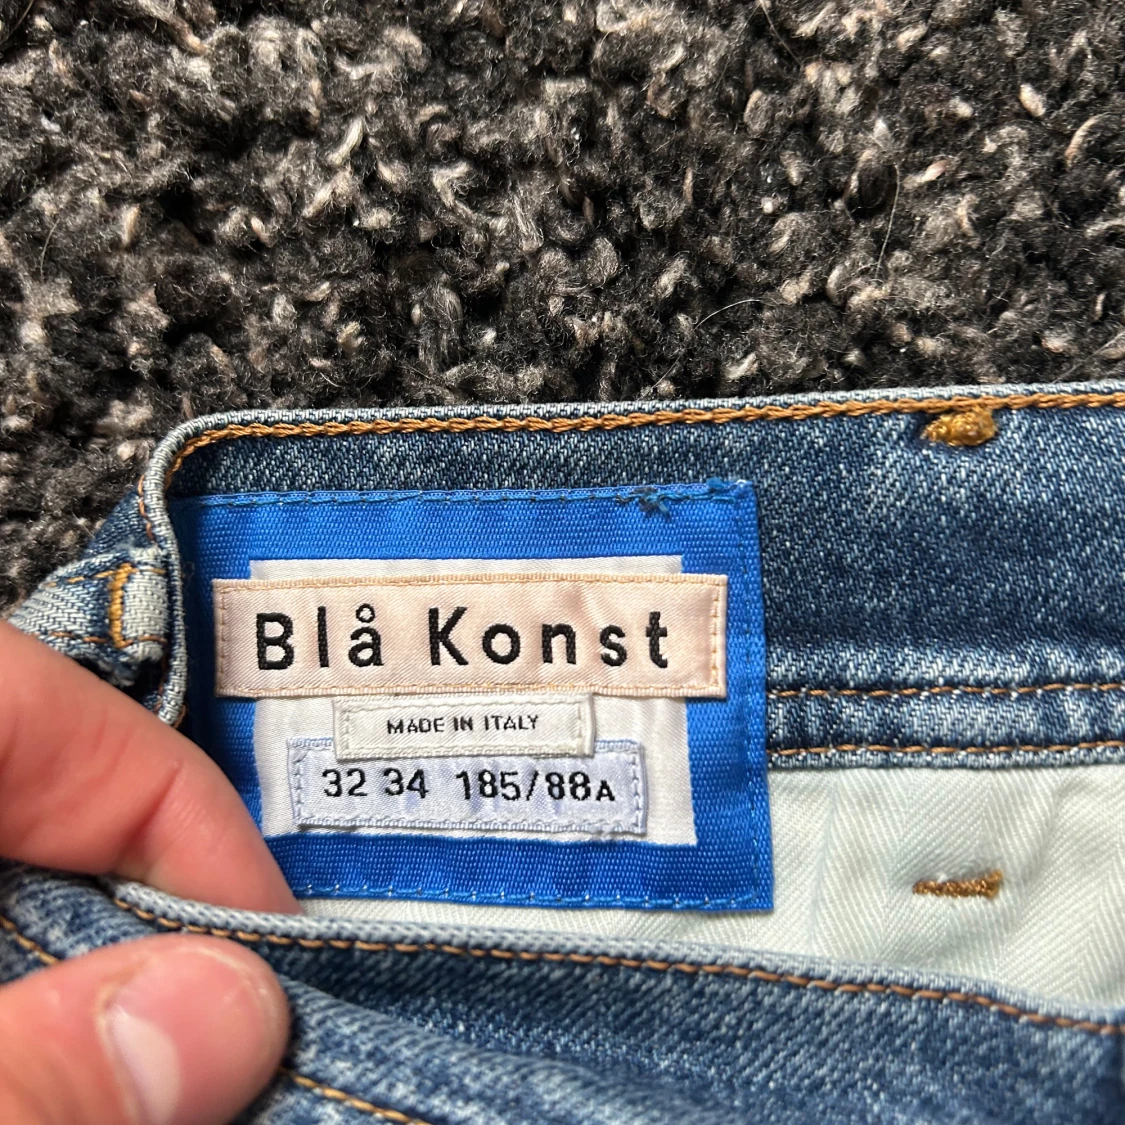 Blå Konst
MADE IN ITALY
32 34 185/88A